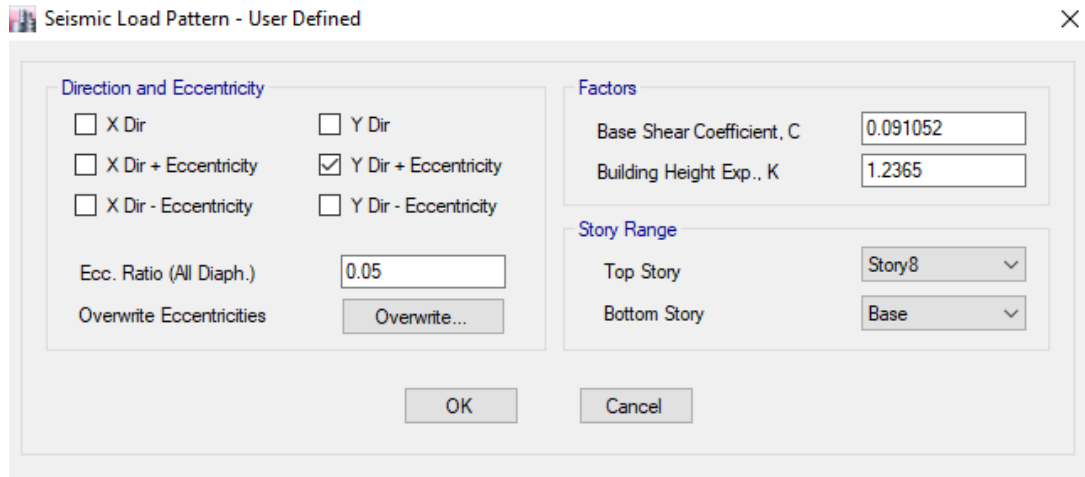 Seismic Load Pattern - User Defined
Direction and Eccentricity
X Dir
Y Dir
X Dir + Eccentricity
Y Dir + Eccentricity
X Dir - Eccentricity
Y Dir - Eccentricity
Ecc. Ratio (All Diaph.)
0.05
Overwrite Eccentricities
Overwrite...
Factors
Base Shear Coefficient, C
0.091052
Building Height Exp., K
1.2365
Story Range
Top Story
Story8
Bottom Story
Base
OK
Cancel